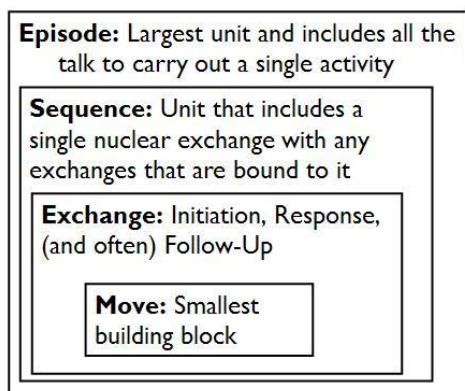 Episode: Largest unit and includes all the
talk to carry out a single activity
Sequence: Unit that includes a
single nuclear exchange with any
exchanges that are bound to it
Exchange: Initiation, Response,
(and often) Follow-Up
Move: Smallest
building block